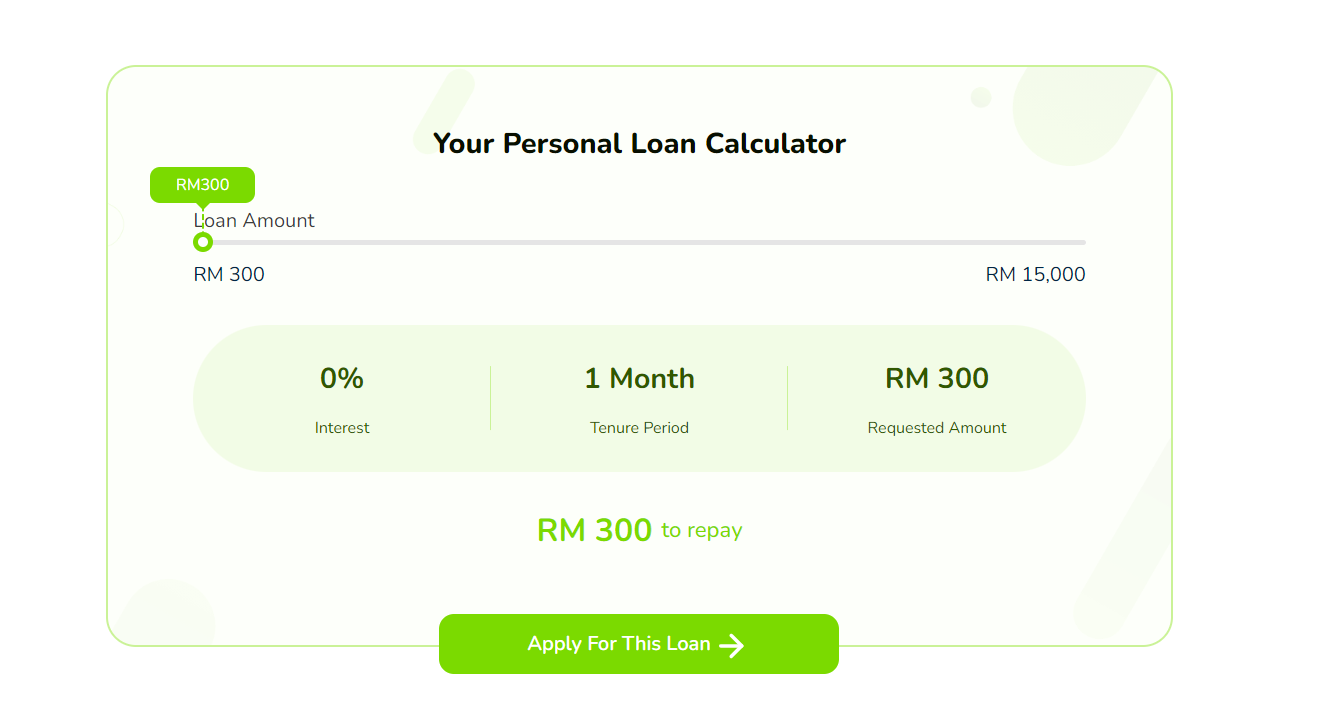 Your Personal Loan Calculator
RM300
Loan Amount
RM 300 RM 15,000
0% 1 Month RM 300
Interest Tenure Period Requested Amount
RM 300 to repay
Apply For This Loan